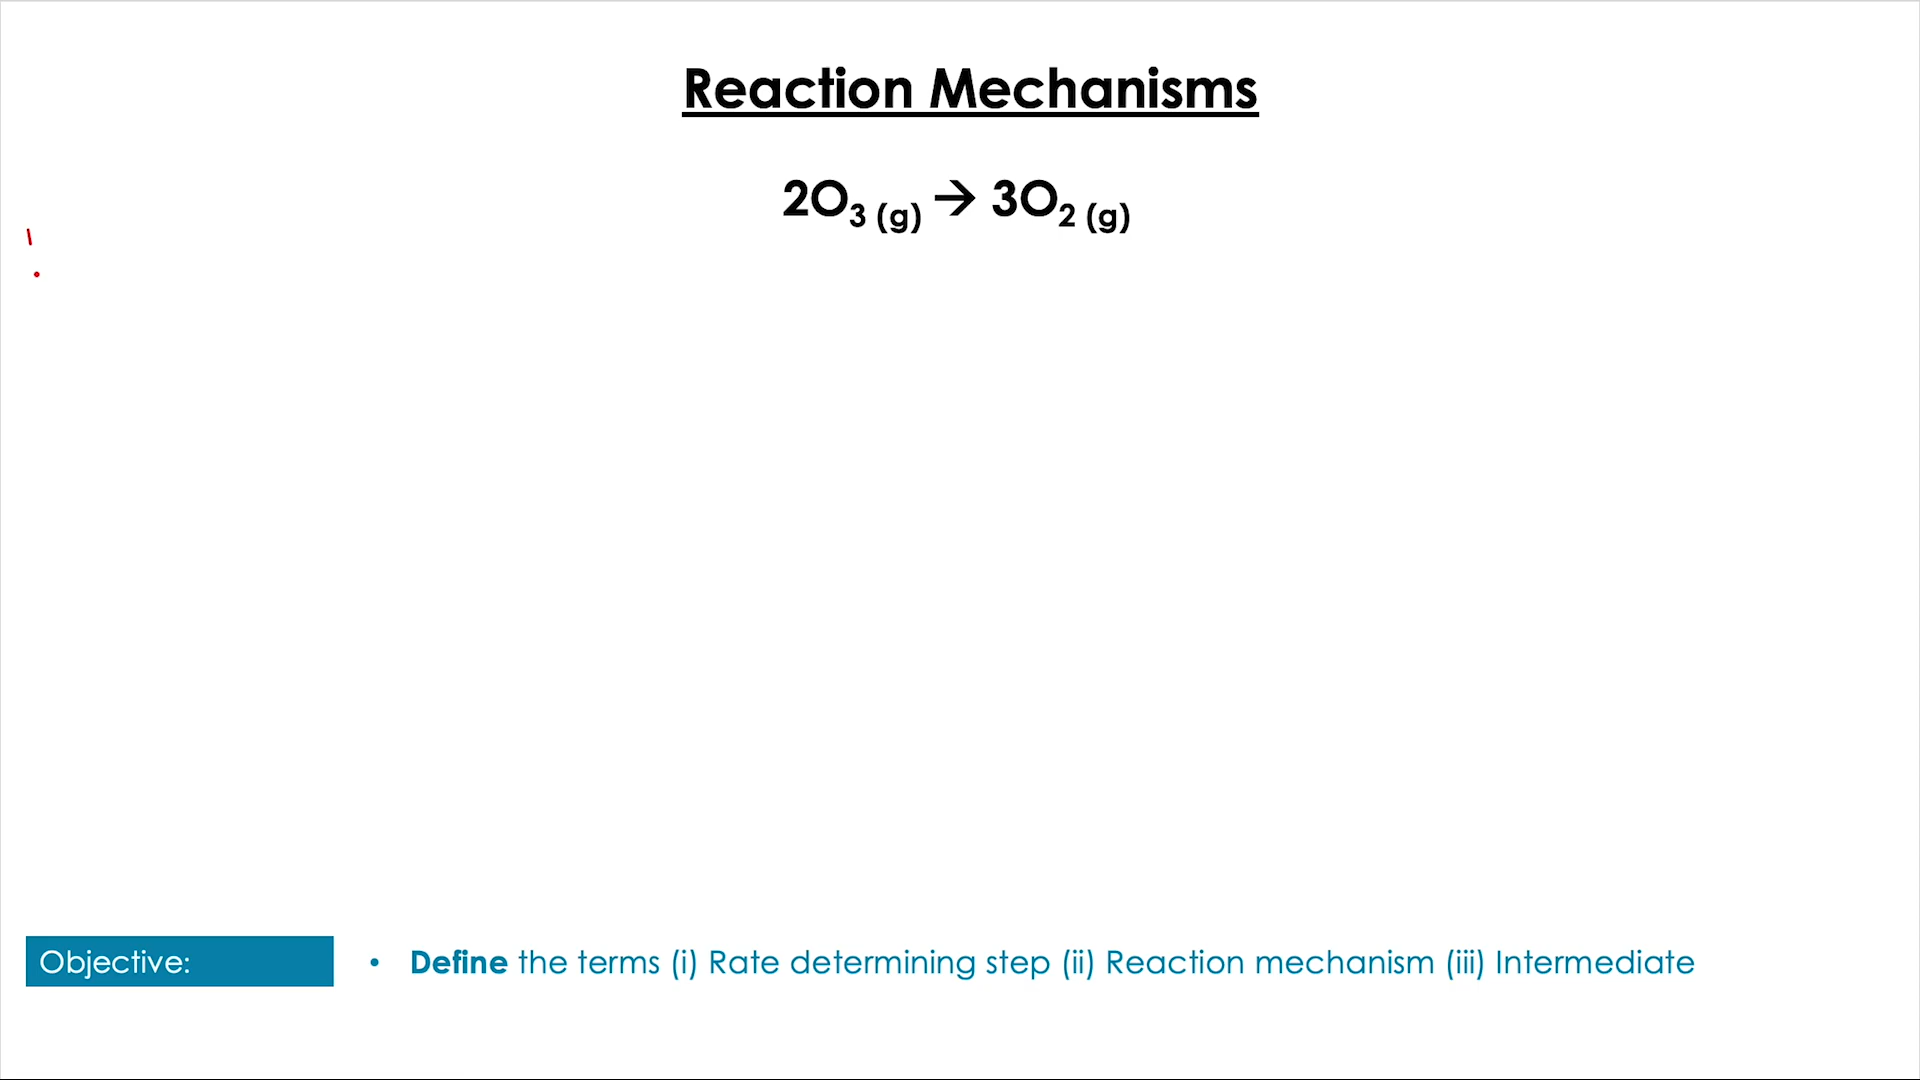 Reaction Mechanisms
2O₃ (g) → 3O₂ (g)
Objective:
• Define the terms (i) Rate determining step (ii) Reaction mechanism (iii) Intermediate